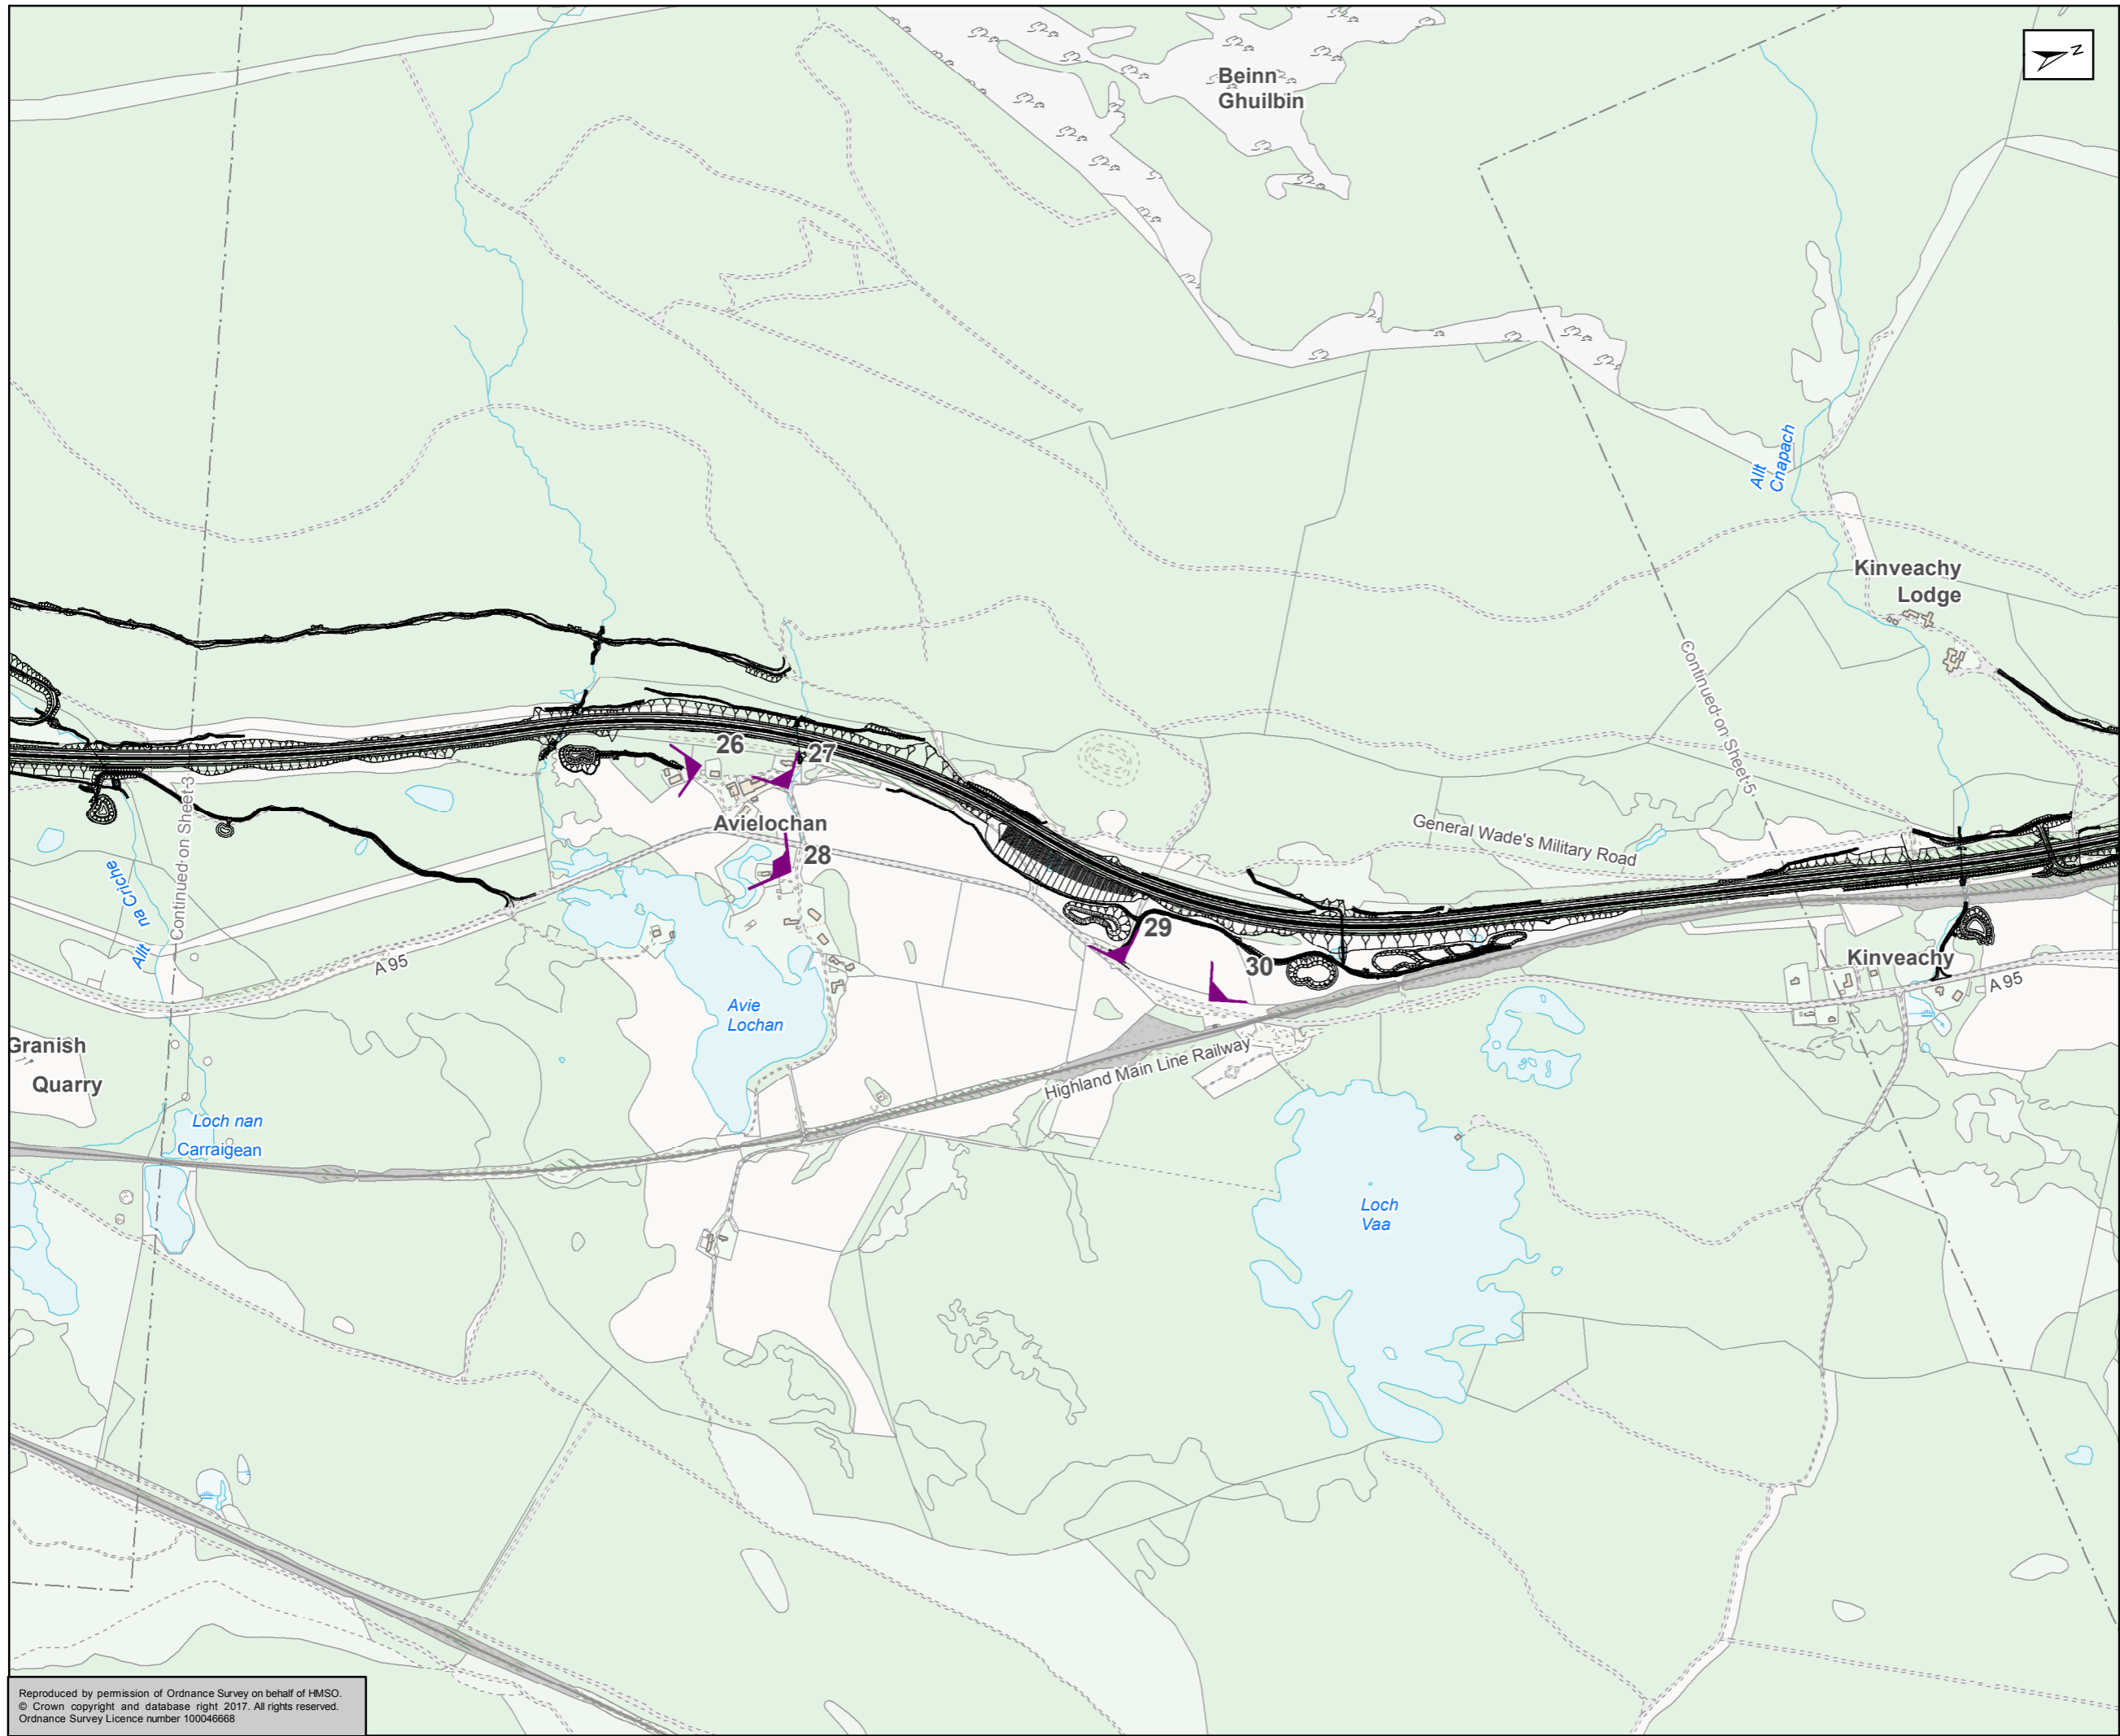 N
Beinn
Ghuilbin
Allt
Cnapach
Kinveachy
Lodge
Continued on Sheet 5
26
27
Avielochan
28
General Wade's Military Road
Continued on Sheet 3
Allt na Criche
A 95
29
30
Kinveachy
A 95
Avie
Lochan
Granish
Quarry
Highland Main Line Railway
Loch nan
Carraigean
Loch
Vaa
Reproduced by permission of Ordnance Survey on behalf of HMSO.
© Crown copyright and database right 2017. All rights reserved.
Ordnance Survey Licence number 100046668